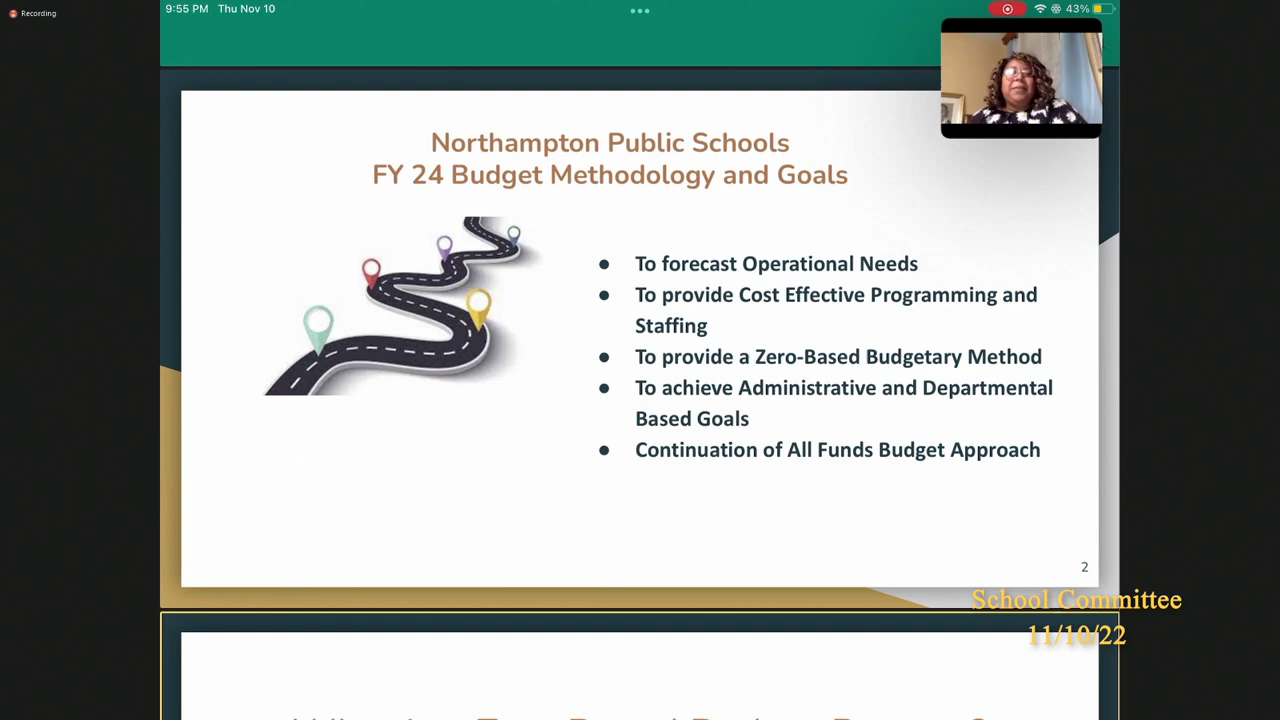 Recording
9:55 PM Thu Nov 10
43%
Northampton Public Schools
FY 24 Budget Methodology and Goals
● To forecast Operational Needs
● To provide Cost Effective Programming and
Staffing
● To provide a Zero-Based Budgetary Method
● To achieve Administrative and Departmental
Based Goals
● Continuation of All Funds Budget Approach
2
School Committee
11/10/22